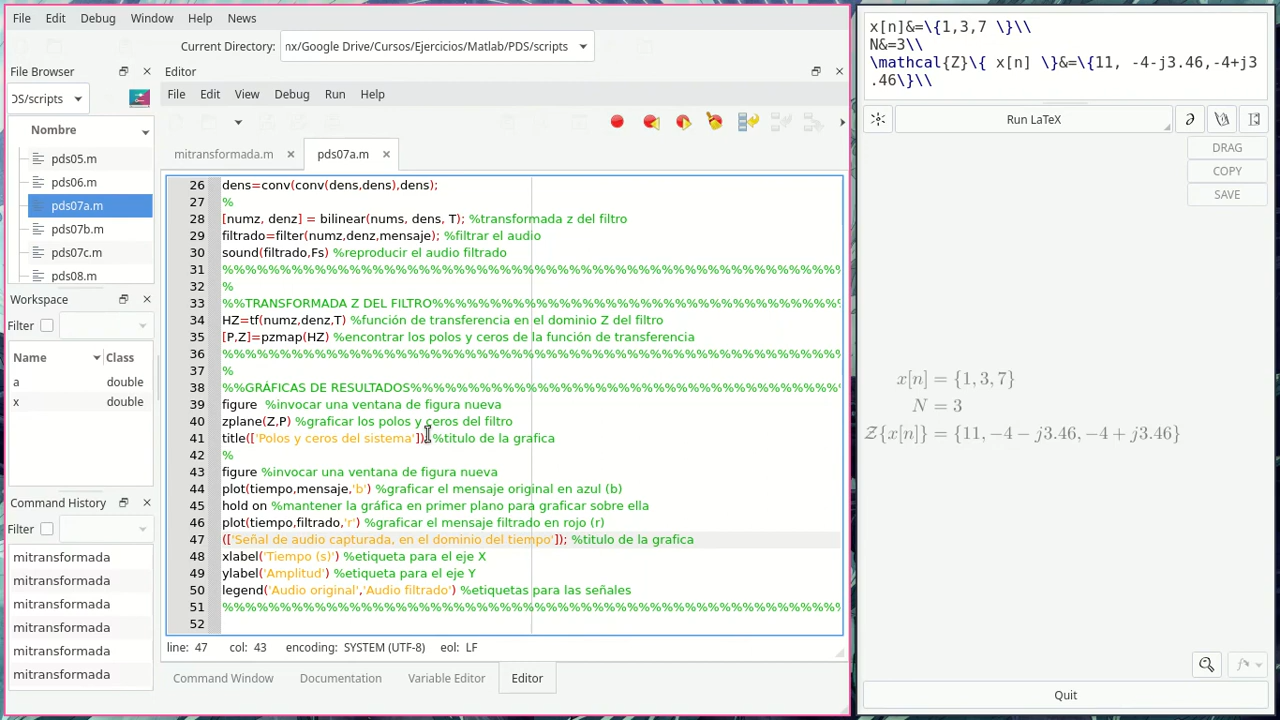 File Edit Debug Window Help News
Current Directory: nx/Google Drive/Cursos/Ejercicios/Matlab/PDS/scripts
File Browser
ƆS/scripts
Nombre
pds05.m
pds06.m
pds07a.m
pds07b.m
pds07c.m
pds08.m
Workspace
Filter
Name Class
a double
x double
Command History
Filter
mitransformada
mitransformada
mitransformada
mitransformada
mitransformada
mitransformada
Editor
File Edit View Debug Run Help
mitransformada.m pds07a.m
26 dens=conv(conv(dens,dens),dens);
27 %
28 [numz, denz] = bilinear(nums, dens, T); %transformada z del filtro
29 filtrado=filter(numz,denz,mensaje); %filtrar el audio
30 sound(filtrado,Fs) %reproducir el audio filtrado
31 %%%%%%%%%%%%%%%%%%%%%%%%%%%%%%%%%%%%%%%%%%%%%%%%%%%%%%
32 %
33 %%TRANSFORMADA Z DEL FILTRO%%%%%%%%%%%%%%%%%%%%%%%%%%%%%%%%%%%%
34 HZ=tf(numz,denz,T) %función de transferencia en el dominio Z del filtro
35 [P,Z]=pzmap(HZ) %encontrar los polos y ceros de la función de transferencia
36 %%%%%%%%%%%%%%%%%%%%%%%%%%%%%%%%%%%%%%%%%%%%%%%%%%%%%%
37 %
38 %%GRÁFICAS DE RESULTADOS%%%%%%%%%%%%%%%%%%%%%%%%%%%%%%%%%%%%%%
39 figure %invocar una ventana de figura nueva
40 zplane(Z,P) %graficar los polos y ceros del filtro
41 title(['Polos y ceros del sistema']); %titulo de la grafica
42 %
43 figure %invocar una ventana de figura nueva
44 plot(tiempo,mensaje,'b') %graficar el mensaje original en azul (b)
45 hold on %mantener la gráfica en primer plano para graficar sobre ella
46 plot(tiempo,filtrado,'r') %graficar el mensaje filtrado en rojo (r)
47 (['Señal de audio capturada, en el dominio del tiempo']); %titulo de la grafica
48 xlabel('Tiempo (s)') %etiqueta para el eje X
49 ylabel('Amplitud') %etiqueta para el eje Y
50 legend('Audio original','Audio filtrado') %etiquetas para las señales
51 %%%%%%%%%%%%%%%%%%%%%%%%%%%%%%%%%%%%%%%%%%%%%%%%%%%%%%
52
line: 47 col: 43 encoding: SYSTEM (UTF-8) eol: LF
Command Window Documentation Variable Editor Editor
x[n]&=\{1,3,7 \}\\
N&=3\\
\mathcal{Z}\{ x[n] \}&=\{11, -4-j3.46,-4+j3
.46\}\\
Run LaTeX
DRAG
COPY
SAVE
x[n] = {1, 3, 7}
N = 3
𝒵{x[n]} = {11, −4 − j3.46, −4 + j3.46}
Quit